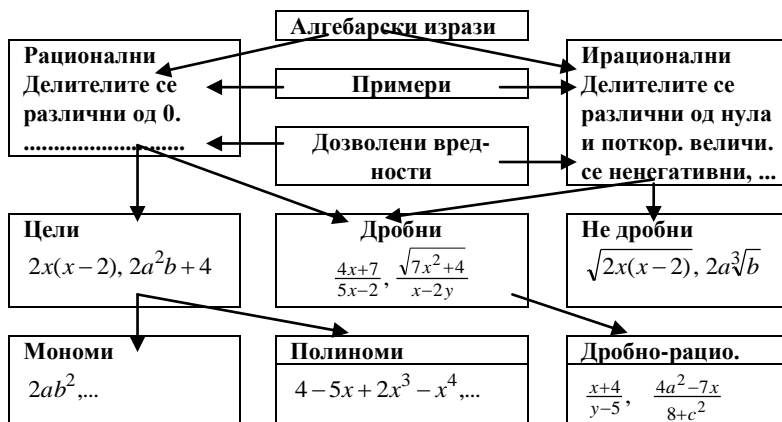 Алгебарски изрази
Рационални
Делителите се
различни од 0.
...........................
Примери
Дозволени вред-
ности
Ирационални
Делителите се
различни од нула
и поткор. величи.
се ненегативни, ...
Цели
2x(x−2), 2a²b+4
Дробни
(4x+7)/(5x−2), √(7x²+4)/(x−2y)
Не дробни
√(2x(x−2)), 2a∛b
Мономи
2ab²,...
Полиноми
4−5x+2x³−x⁴,...
Дробно-рацио.
(x+4)/(y−5), (4a²−7x)/(8+c²)